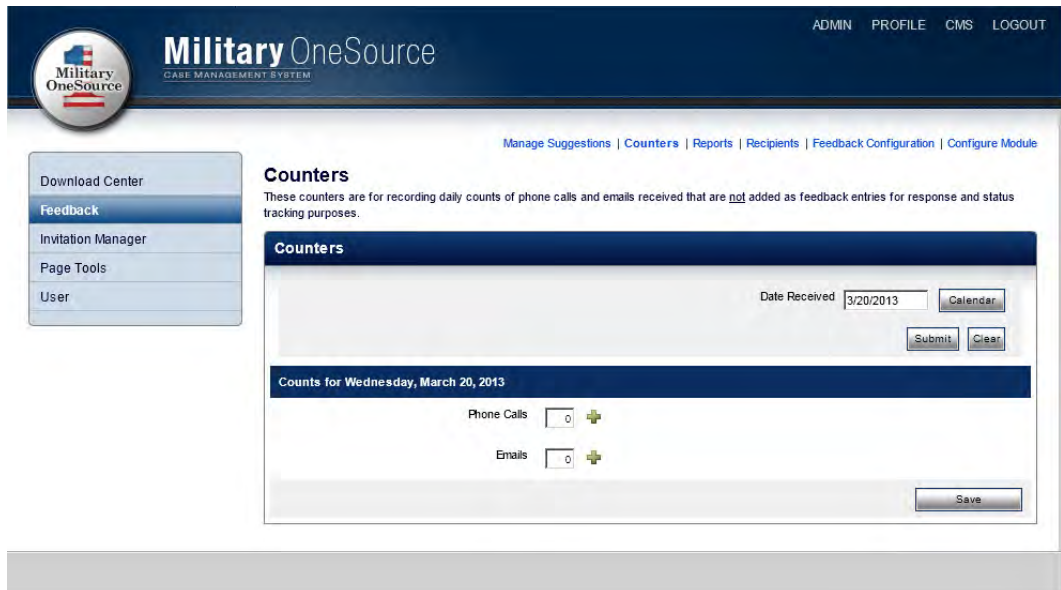 ADMIN PROFILE CMS LOGOUT
Military OneSource
CASE MANAGEMENT SYSTEM
Military
OneSource
Manage Suggestions | Counters | Reports | Recipients | Feedback Configuration | Configure Module
Download Center
Feedback
Invitation Manager
Page Tools
User
Counters
These counters are for recording daily counts of phone calls and emails received that are not added as feedback entries for response and status
tracking purposes.
Counters
Date Received 3/20/2013 Calendar
Submit Clear
Counts for Wednesday, March 20, 2013
Phone Calls 0
Emails 0
Save